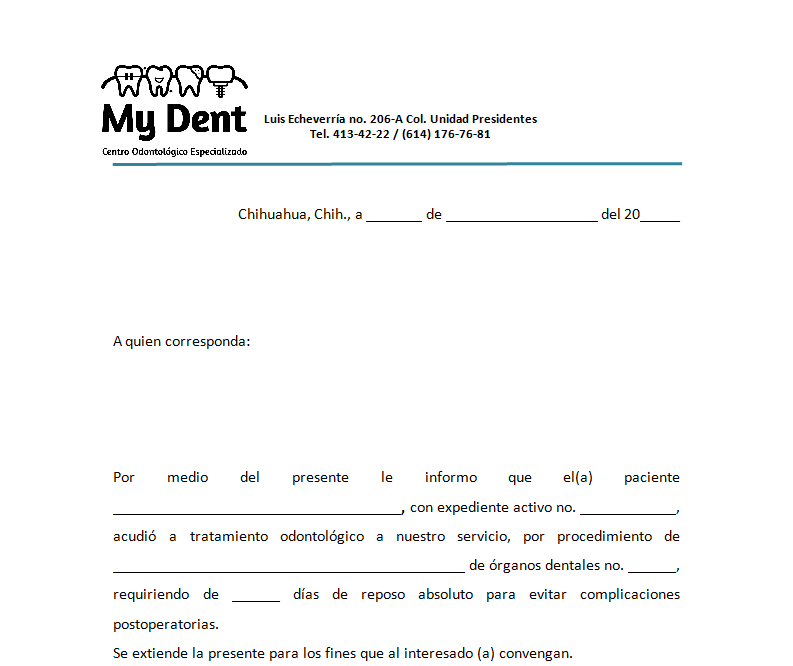 My Dent
Centro Odontológico Especializado
Luis Echeverría no. 206-A Col. Unidad Presidentes
Tel. 413-42-22 / (614) 176-76-81
Chihuahua, Chih., a _______ de ___________________ del 20_____
A quien corresponda:
Por medio del presente le informo que el(a) paciente
____________________________________, con expediente activo no. ____________,
acudió a tratamiento odontológico a nuestro servicio, por procedimiento de
____________________________________________ de órganos dentales no. ______,
requiriendo de ______ días de reposo absoluto para evitar complicaciones
postoperatorias.
Se extiende la presente para los fines que al interesado (a) convengan.